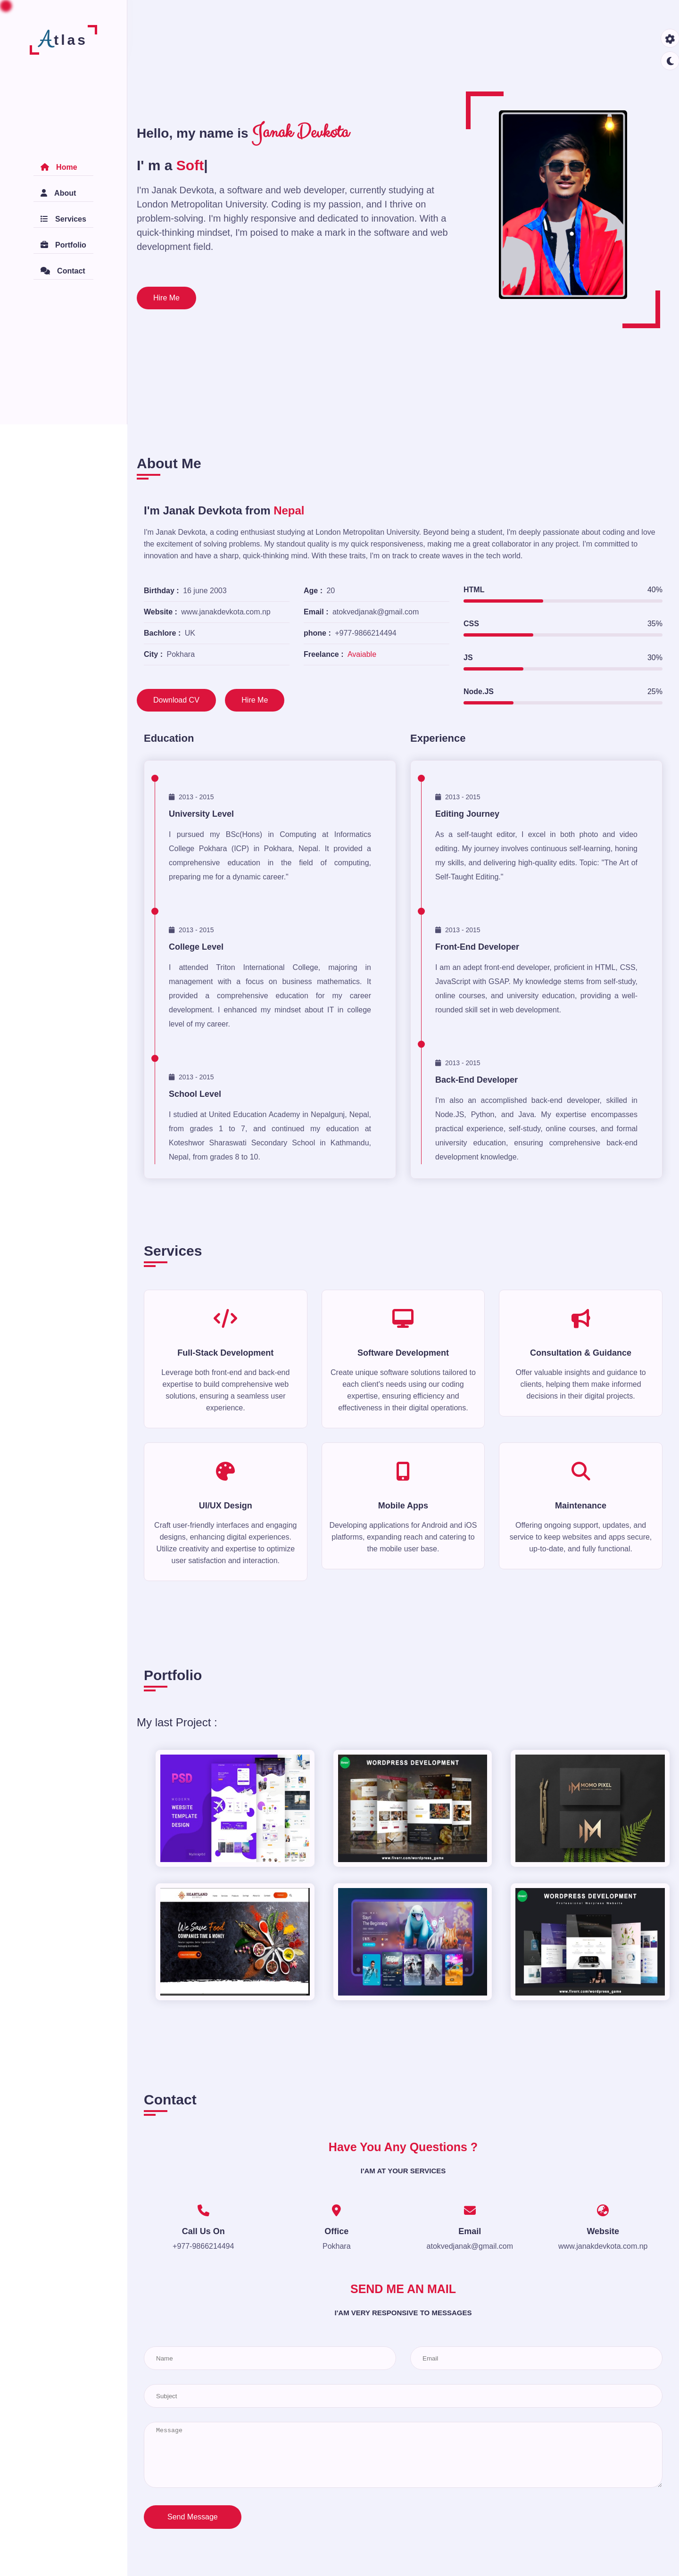 Atlas
Home
About
Services
Portfolio
Contact
Hello, my name is Janak Devkota
I' m a Soft|
I'm Janak Devkota, a software and web developer, currently studying at
London Metropolitan University. Coding is my passion, and I thrive on
problem-solving. I'm highly responsive and dedicated to innovation. With a
quick-thinking mindset, I'm poised to make a mark in the software and web
development field.
Hire Me
About Me
I'm Janak Devkota from Nepal
I'm Janak Devkota, a coding enthusiast studying at London Metropolitan University. Beyond being a student, I'm deeply passionate about coding and love
the excitement of solving problems. My standout quality is my quick responsiveness, making me a great collaborator in any project. I'm committed to
innovation and have a sharp, quick-thinking mind. With these traits, I'm on track to create waves in the tech world.
Birthday : 16 june 2003
Age : 20
Website : www.janakdevkota.com.np
Email : atokvedjanak@gmail.com
Bachlore : UK
phone : +977-9866214494
City : Pokhara
Freelance : Avaiable
HTML 40%
CSS 35%
JS 30%
Node.JS 25%
Download CV
Hire Me
Education
2013 - 2015
University Level
I pursued my BSc(Hons) in Computing at Informatics
College Pokhara (ICP) in Pokhara, Nepal. It provided a
comprehensive education in the field of computing,
preparing me for a dynamic career."
2013 - 2015
College Level
I attended Triton International College, majoring in
management with a focus on business mathematics. It
provided a comprehensive education for my career
development. I enhanced my mindset about IT in college
level of my career.
2013 - 2015
School Level
I studied at United Education Academy in Nepalgunj, Nepal,
from grades 1 to 7, and continued my education at
Koteshwor Sharaswati Secondary School in Kathmandu,
Nepal, from grades 8 to 10.
Experience
2013 - 2015
Editing Journey
As a self-taught editor, I excel in both photo and video
editing. My journey involves continuous self-learning, honing
my skills, and delivering high-quality edits. Topic: "The Art of
Self-Taught Editing."
2013 - 2015
Front-End Developer
I am an adept front-end developer, proficient in HTML, CSS,
JavaScript with GSAP. My knowledge stems from self-study,
online courses, and university education, providing a well-
rounded skill set in web development.
2013 - 2015
Back-End Developer
I'm also an accomplished back-end developer, skilled in
Node.JS, Python, and Java. My expertise encompasses
practical experience, self-study, online courses, and formal
university education, ensuring comprehensive back-end
development knowledge.
Services
Full-Stack Development
Leverage both front-end and back-end
expertise to build comprehensive web
solutions, ensuring a seamless user
experience.
Software Development
Create unique software solutions tailored to
each client's needs using our coding
expertise, ensuring efficiency and
effectiveness in their digital operations.
Consultation & Guidance
Offer valuable insights and guidance to
clients, helping them make informed
decisions in their digital projects.
UI/UX Design
Craft user-friendly interfaces and engaging
designs, enhancing digital experiences.
Utilize creativity and expertise to optimize
user satisfaction and interaction.
Mobile Apps
Developing applications for Android and iOS
platforms, expanding reach and catering to
the mobile user base.
Maintenance
Offering ongoing support, updates, and
service to keep websites and apps secure,
up-to-date, and fully functional.
Portfolio
My last Project :
PSD
MODERN
WEBSITE
TEMPLATE
DESIGN
WORDPRESS DEVELOPMENT
www.fiverr.com/wordpress_game
MOMO PIXEL
HEARTLAND
We Save Food
COMPANIES TIME & MONEY
The Beginning
WORDPRESS DEVELOPMENT
www.fiverr.com/wordpress_game
Contact
Have You Any Questions ?
I'AM AT YOUR SERVICES
Call Us On
+977-9866214494
Office
Pokhara
Email
atokvedjanak@gmail.com
Website
www.janakdevkota.com.np
SEND ME AN MAIL
I'AM VERY RESPONSIVE TO MESSAGES
Name
Email
Subject
Message
Send Message